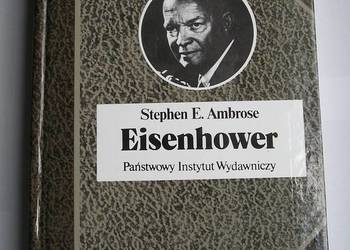 Stephen E. Ambrose
Eisenhower
Państwowy Instytut Wydawniczy